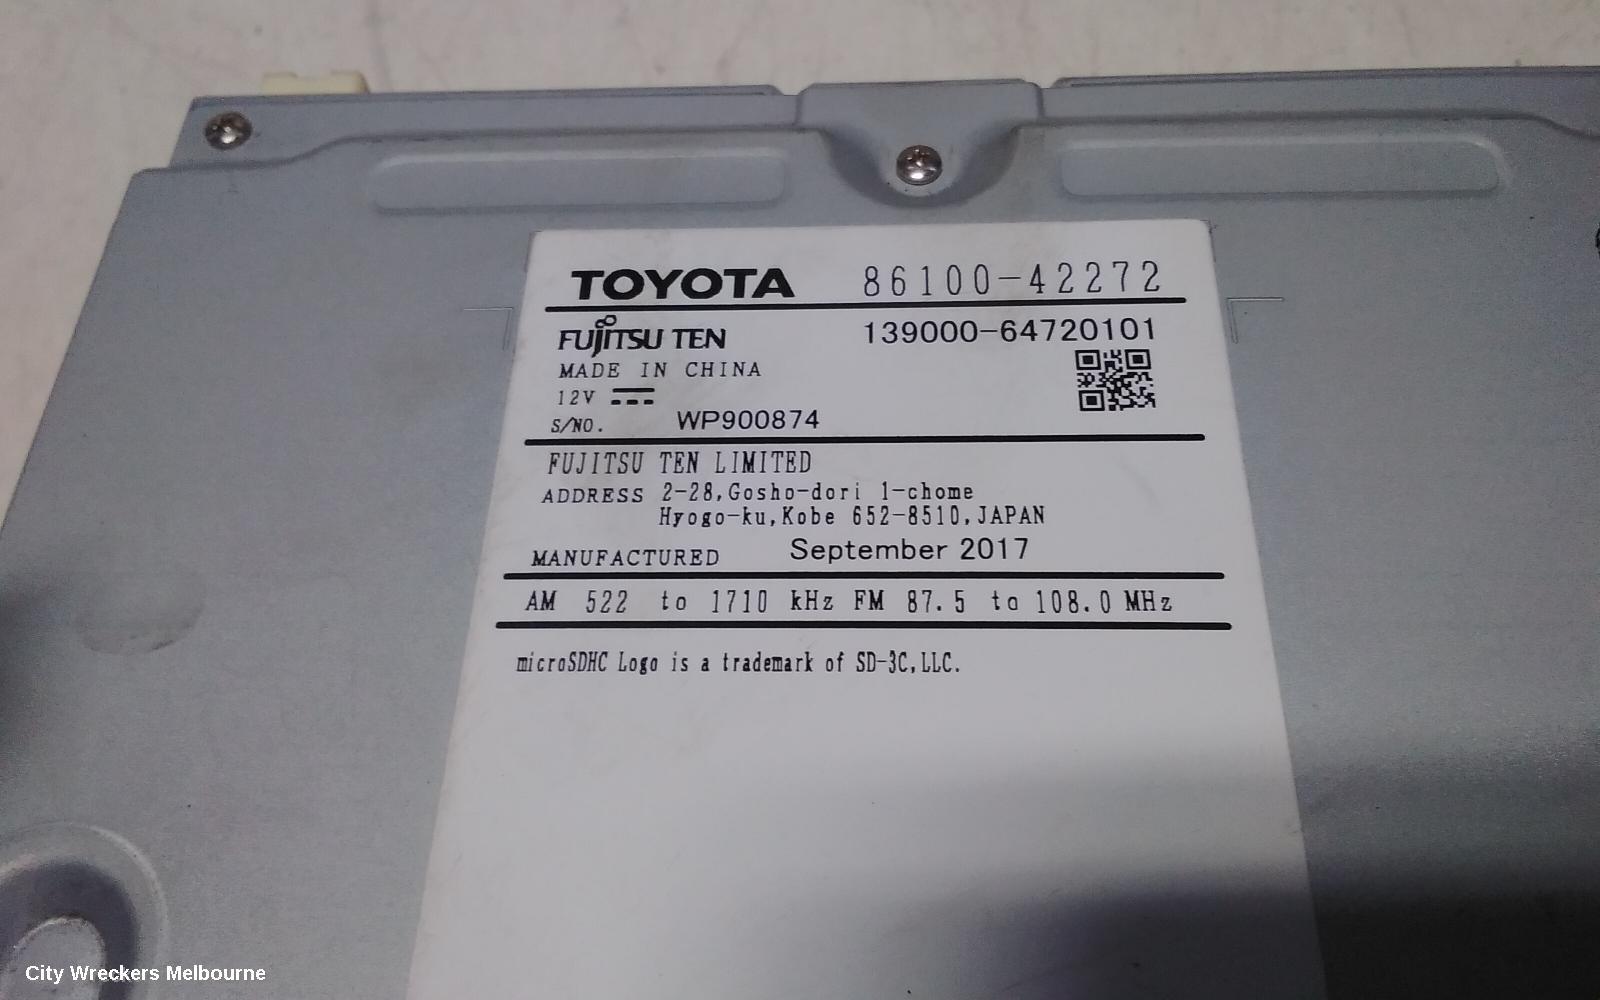 TOYOTA 86100-42272
FUJITSU TEN 139000-64720101
MADE IN CHINA
12V
S/NO. WP900874
FUJITSU TEN LIMITED
ADDRESS 2-28,Gosho-dori 1-chome
Hyogo-ku,Kobe 652-8510,JAPAN
MANUFACTURED September 2017
AM 522 to 1710 kHz FM 87.5 to 108.0 MHz
microSDHC Logo is a trademark of SD-3C,LLC.
City Wreckers Melbourne